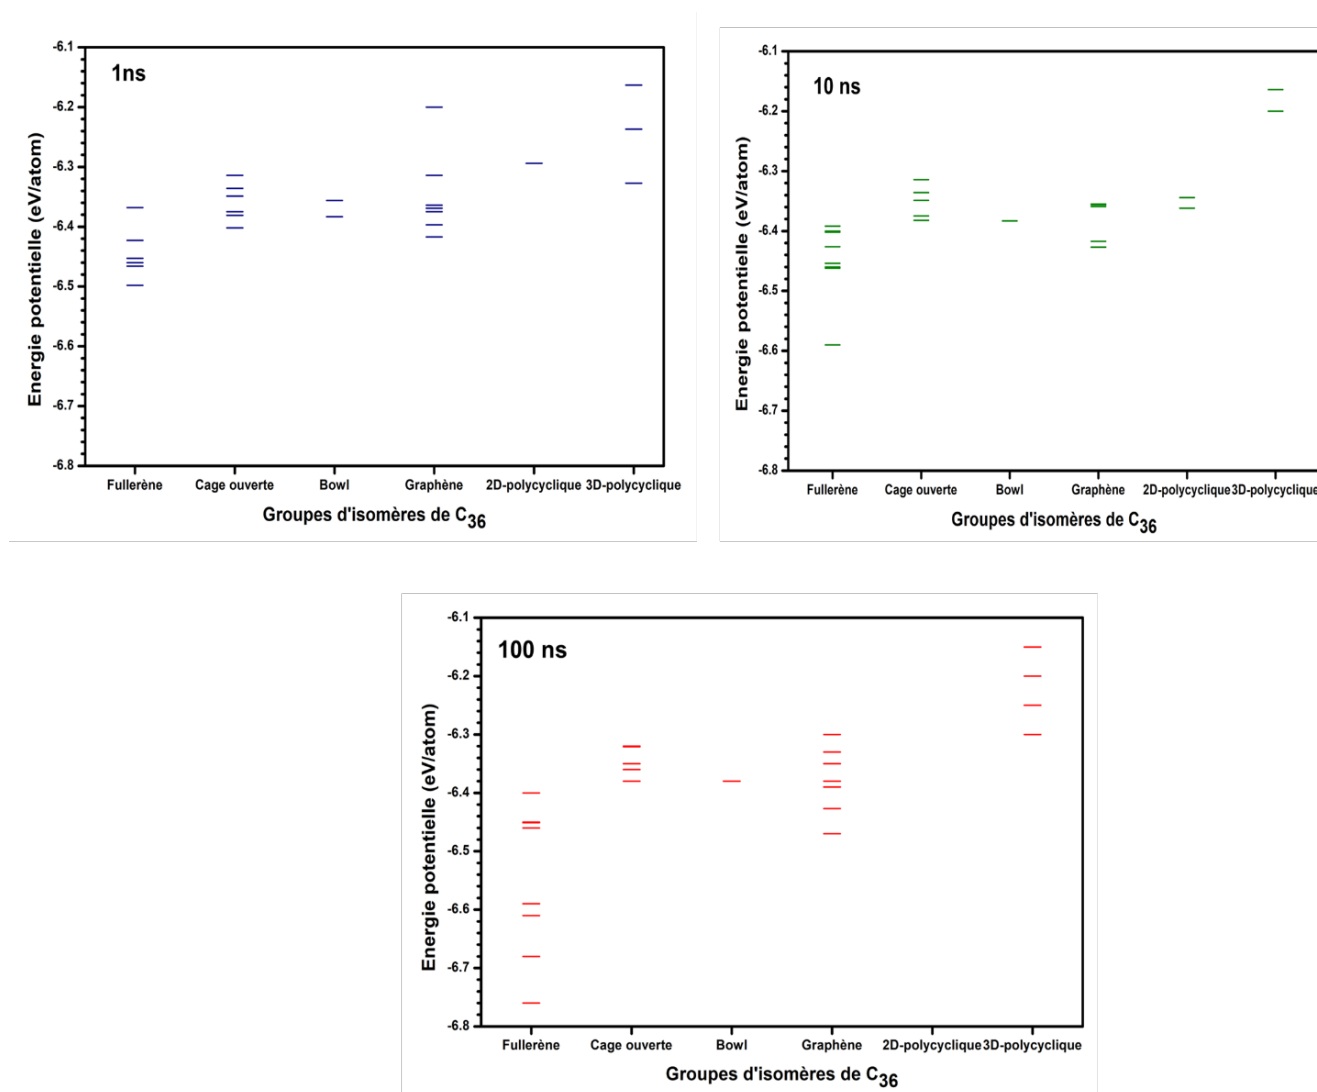 1ns
Energie potentielle (eV/atom)
-6.1
-6.2
-6.3
-6.4
-6.5
-6.6
-6.7
-6.8
Fullerène Cage ouverte Bowl Graphène 2D-polycyclique 3D-polycyclique
Groupes d'isomères de C36
10 ns
Energie potentielle (eV/atom)
-6.1
-6.2
-6.3
-6.4
-6.5
-6.6
-6.7
-6.8
Fullerène Cage ouverte Bowl Graphène 2D-polycyclique 3D-polycyclique
Groupes d'isomères de C36
100 ns
Energie potentielle (eV/atom)
-6.1
-6.2
-6.3
-6.4
-6.5
-6.6
-6.7
-6.8
Fullerène Cage ouverte Bowl Graphène 2D-polycyclique 3D-polycyclique
Groupes d'isomères de C36